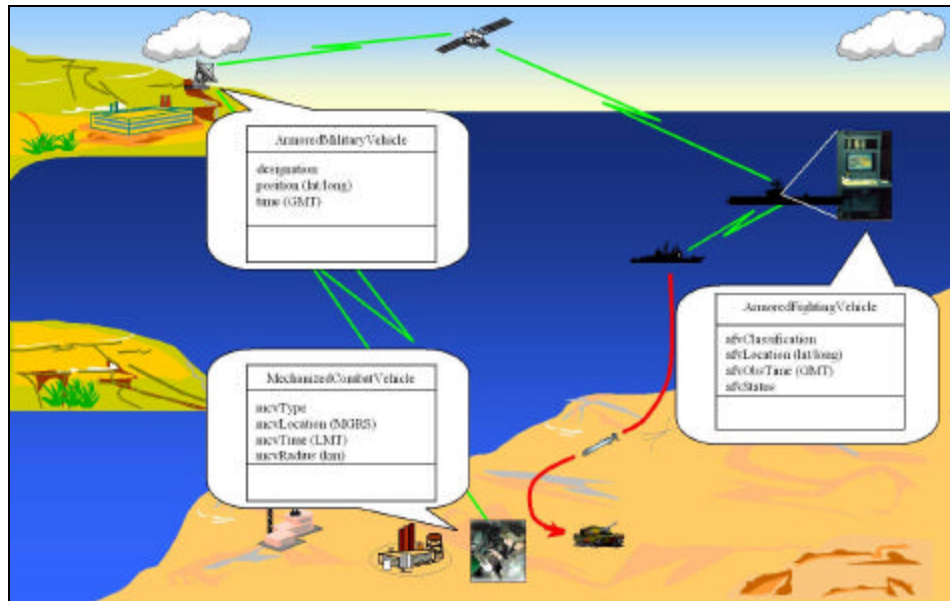 ArmoredMilitaryVehicle
designation
position (lat/long)
time (GMT)
ArmoredFightingVehicle
afvClassification
afvLocation (lat/long)
afvObsTime (GMT)
afvStatus
MechanizedCombatVehicle
mcvType
mcvLocation (MGRS)
mcvTime (LMT)
mcvRadius (km)